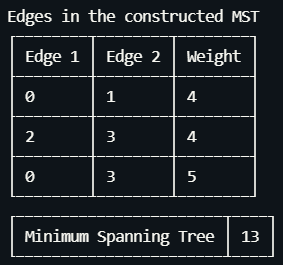 Edges in the constructed MST
Edge 1 Edge 2 Weight
0 1 4
2 3 4
0 3 5
Minimum Spanning Tree 13